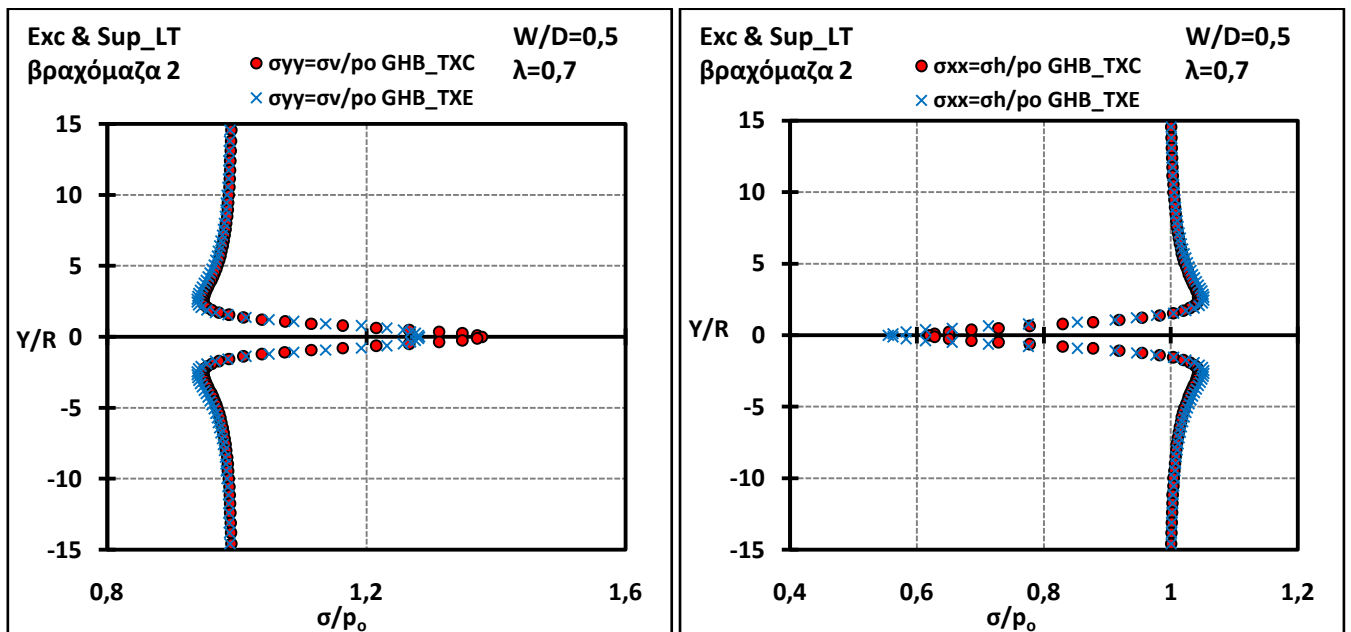 Exc & Sup_LT
βραχόμαζα 2
W/D=0,5
λ=0,7
σyy=σv/po GHB_TXC
σyy=σv/po GHB_TXE
15
10
5
0
-5
-10
-15
Y/R
0,8
1,2
1,6
σ/po
Exc & Sup_LT
βραχόμαζα 2
W/D=0,5
λ=0,7
σxx=σh/po GHB_TXC
σxx=σh/po GHB_TXE
15
10
5
0
-5
-10
-15
Y/R
0,4
0,6
0,8
1
1,2
σ/po